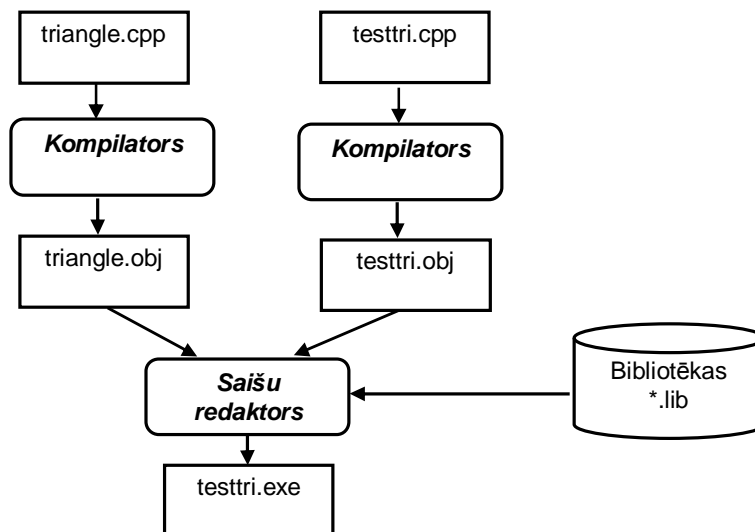 triangle.cpp
testtri.cpp
Kompilators
Kompilators
triangle.obj
testtri.obj
Saišu
redaktors
Bibliotēkas
*.lib
testtri.exe